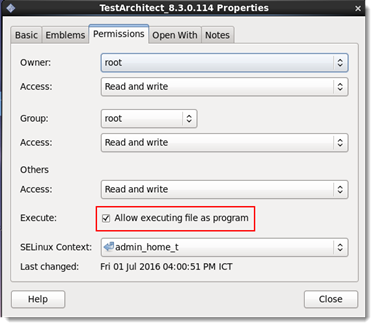 TestArchitect_8.3.0.114 Properties
Basic Emblems Permissions Open With Notes
Owner: root
Access: Read and write
Group: root
Access: Read and write
Others
Access: Read and write
Execute: Allow executing file as program
SELinux Context: admin_home_t
Last changed: Fri 01 Jul 2016 04:00:51 PM ICT
Help Close